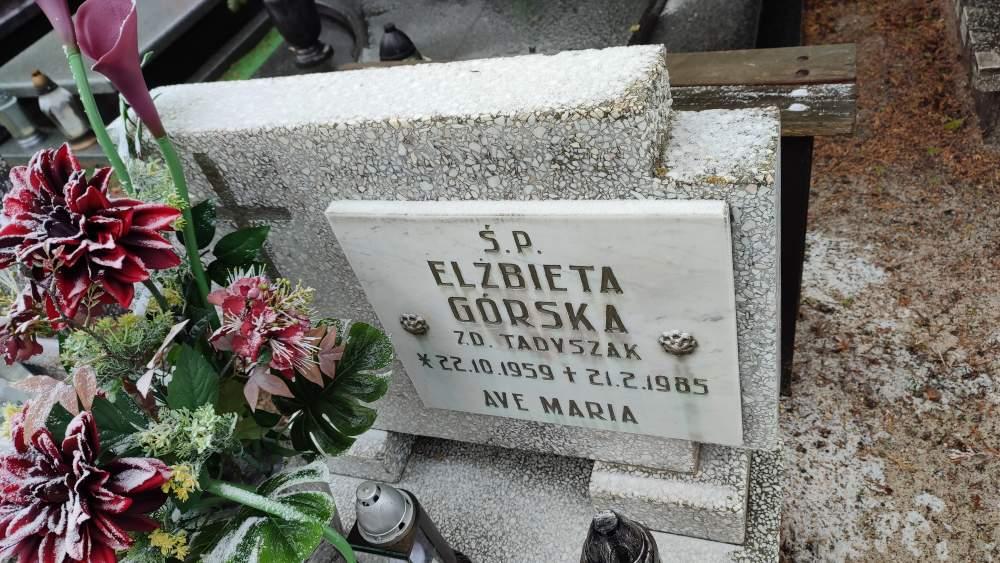 Ś.P.
ELŻBIETA
GÓRSKA
Z.D. TADYSZAK
* 22.10.1959 † 21.2.1985
AVE MARIA